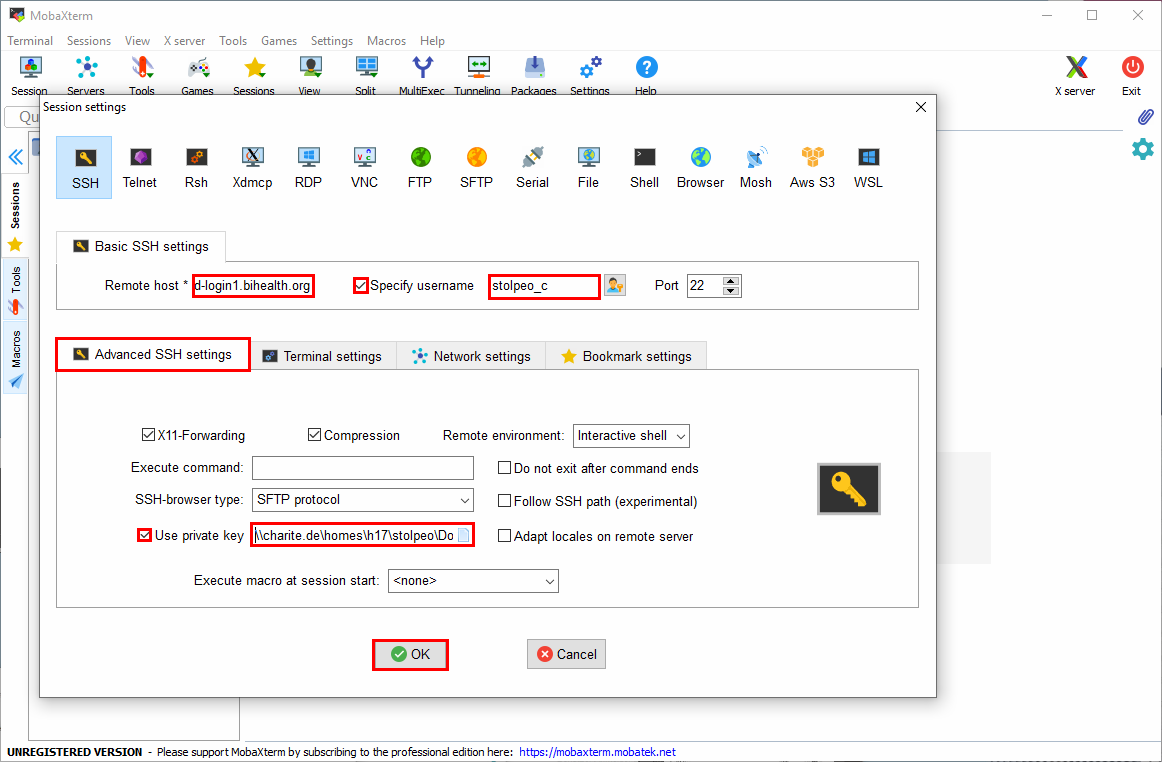 MobaXterm
Terminal Sessions View X server Tools Games Settings Macros Help
Session Servers Tools Games Sessions View Split MultiExec Tunneling Packages Settings Help X server Exit
Session settings
Qu
SSH Telnet Rsh Xdmcp RDP VNC FTP SFTP Serial File Shell Browser Mosh Aws S3 WSL
Sessions
Tools
Macros
Basic SSH settings
Remote host * d-login1.bihealth.org Specify username stolpeo_c Port 22
Advanced SSH settings Terminal settings Network settings Bookmark settings
X11-Forwarding Compression Remote environment: Interactive shell
Execute command: Do not exit after command ends
SSH-browser type: SFTP protocol Follow SSH path (experimental)
Use private key \\charite.de\homes\h17\stolpeo\Do Adapt locales on remote server
Execute macro at session start: <none>
OK Cancel
UNREGISTERED VERSION - Please support MobaXterm by subscribing to the professional edition here: https://mobaxterm.mobatek.net